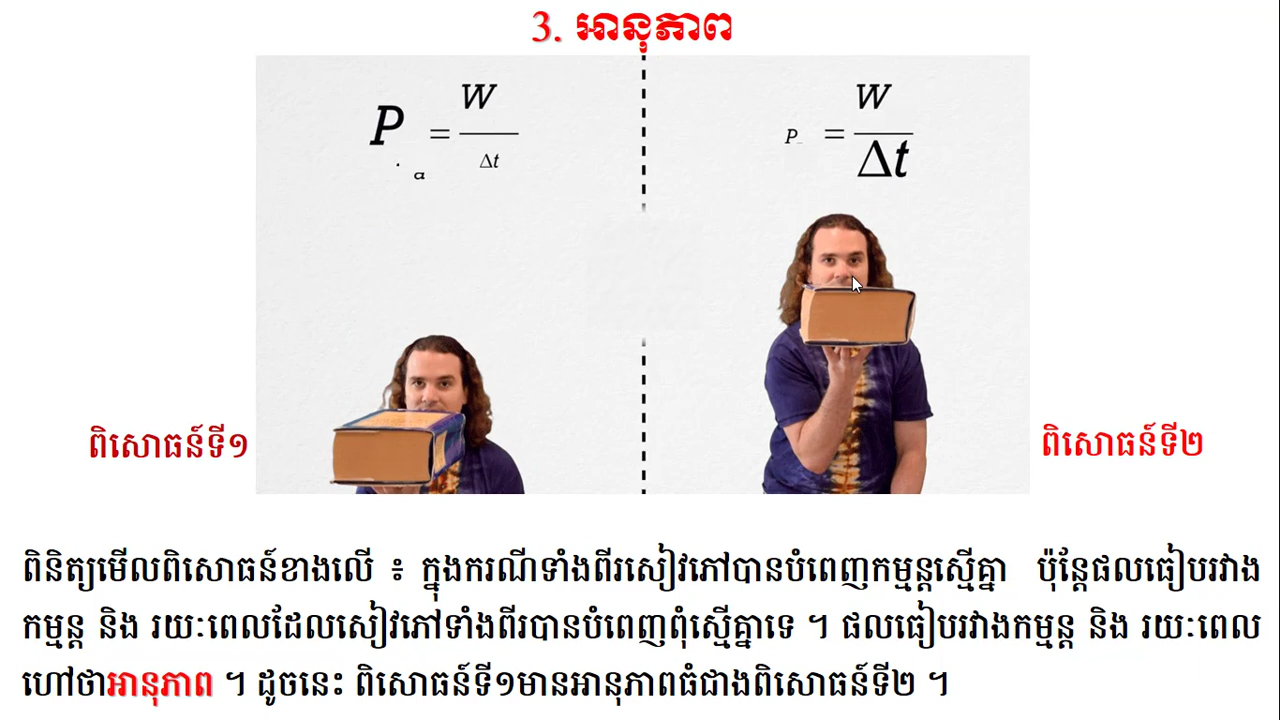 3. អានុភាព
P = W / Δt
a
P = W / Δt
ពិសោធន៍ទី១
ពិសោធន៍ទី២
ពិនិត្យមើលពិសោធន៍ខាងលើ ៖ ក្នុងករណីទាំងពីរសៀវភៅបានបំពេញកម្មន្តស្មើគ្នា ប៉ុន្តែផលធៀបរវាង
កម្មន្ត និង រយៈពេលដែលសៀវភៅទាំងពីរបានបំពេញពុំស្មើគ្នាទេ ។ ផលធៀបរវាងកម្មន្ត និង រយៈពេល
ហៅថាអានុភាព ។ ដូចនេះ ពិសោធន៍ទី១មានអានុភាពធំជាងពិសោធន៍ទី២ ។